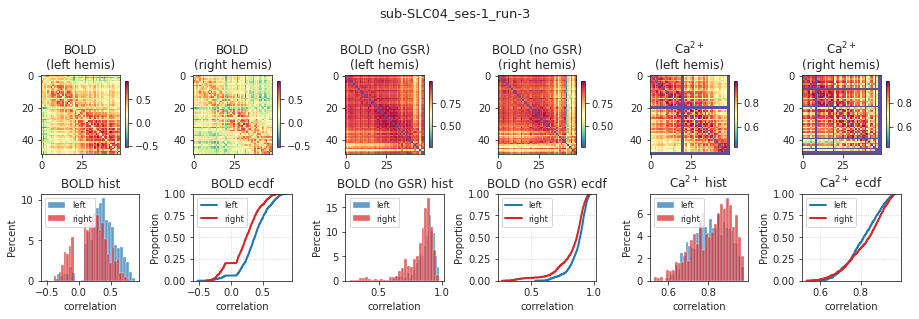 sub-SLC04_ses-1_run-3
BOLD
(left hemis)
BOLD
(right hemis)
BOLD (no GSR)
(left hemis)
BOLD (no GSR)
(right hemis)
Ca²⁺
(left hemis)
Ca²⁺
(right hemis)
0
20
40
0
25
0.5
0.0
−0.5
0
20
40
0
25
0.5
0.0
−0.5
0
20
40
0
25
0.75
0.50
0
20
40
0
25
0.75
0.50
0
20
40
0
25
0.8
0.6
0
20
40
0
25
0.8
0.6
BOLD hist
Percent
10
5
0
−0.5
0.0
0.5
correlation
left
right
BOLD ecdf
Proportion
1.00
0.75
0.50
0.25
0.00
−0.5
0.0
0.5
correlation
left
right
BOLD (no GSR) hist
Percent
15
10
5
0
0.5
1.0
correlation
left
right
BOLD (no GSR) ecdf
Proportion
1.00
0.75
0.50
0.25
0.00
0.5
1.0
correlation
left
right
Ca²⁺ hist
Percent
6
4
2
0
0.6
0.8
correlation
left
right
Ca²⁺ ecdf
Proportion
1.00
0.75
0.50
0.25
0.00
0.6
0.8
correlation
left
right